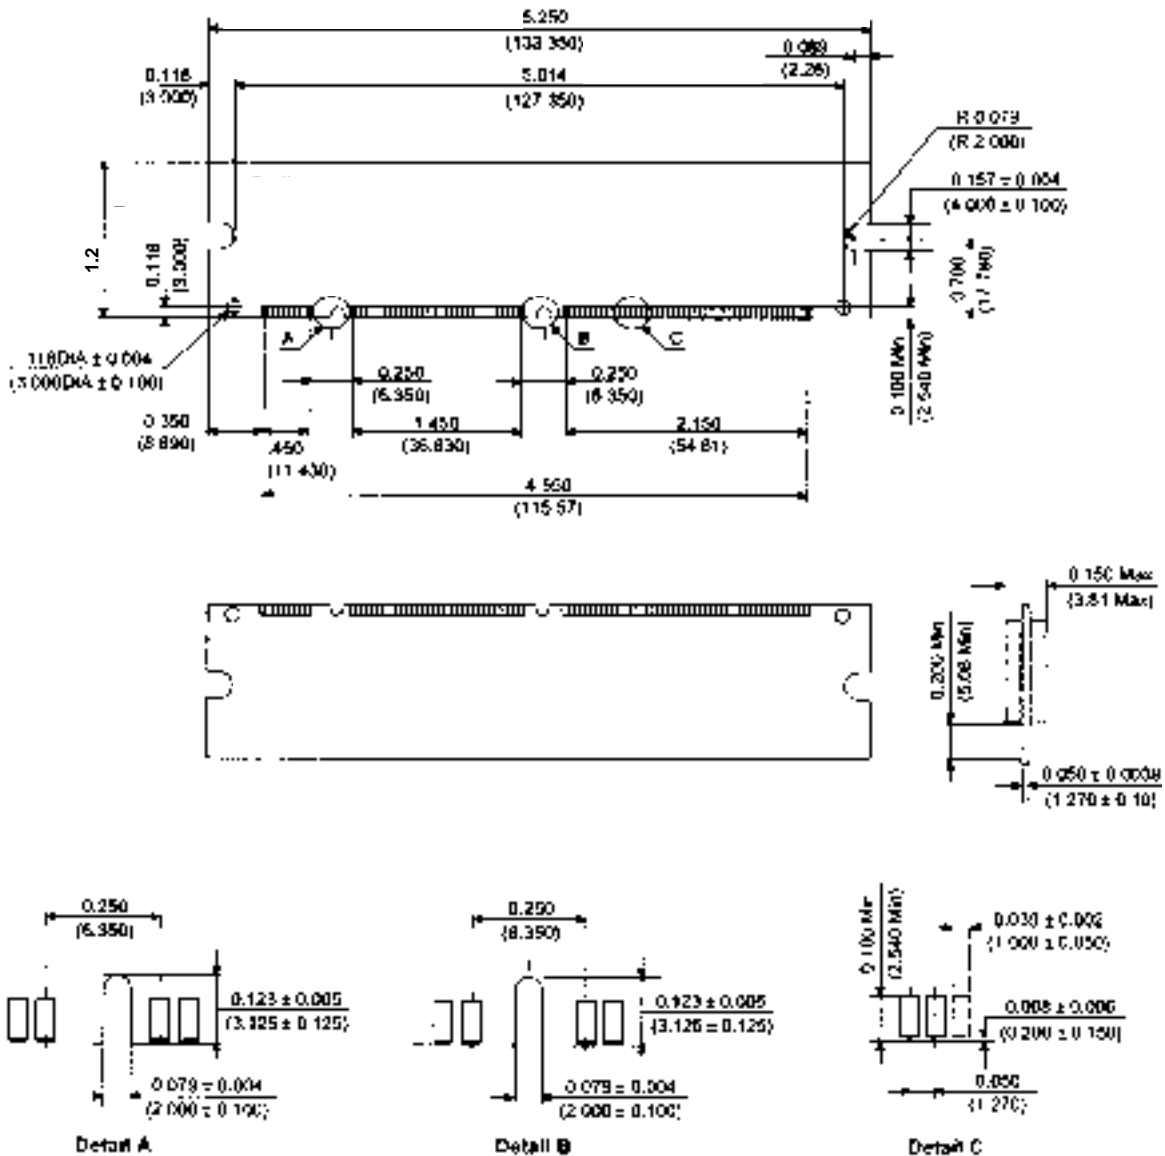 5.250
(133.350)
0.089
(2.26)
0.118
(3.000)
5.014
(127.350)
R 0.079
(R 2.000)
0.157 ± 0.004
(4.000 ± 0.100)
1.2
0.118
(3.000)
0.700
(17.780)
A
B
C
.118DIA ± 0.004
(3.000DIA ± 0.100)
0.250
(6.350)
0.250
(6.350)
0.100 Min
(2.540 Min)
0.350
(8.890)
.450
(11.430)
1.450
(36.830)
2.150
(54.61)
4.550
(115.57)
0.150 Max
(3.81 Max)
0.200 Min
(5.08 Min)
0.050 ± 0.0039
(1.270 ± 0.10)
0.250
(6.350)
0.123 ± 0.005
(3.125 ± 0.125)
0.079 ± 0.004
(2.000 ± 0.100)
Detail A
0.250
(6.350)
0.123 ± 0.005
(3.125 ± 0.125)
0.079 ± 0.004
(2.000 ± 0.100)
Detail B
0.100 Min
(2.540 Min)
0.039 ± 0.002
(1.000 ± 0.050)
0.008 ± 0.006
(0.200 ± 0.150)
0.050
(1.270)
Detail C